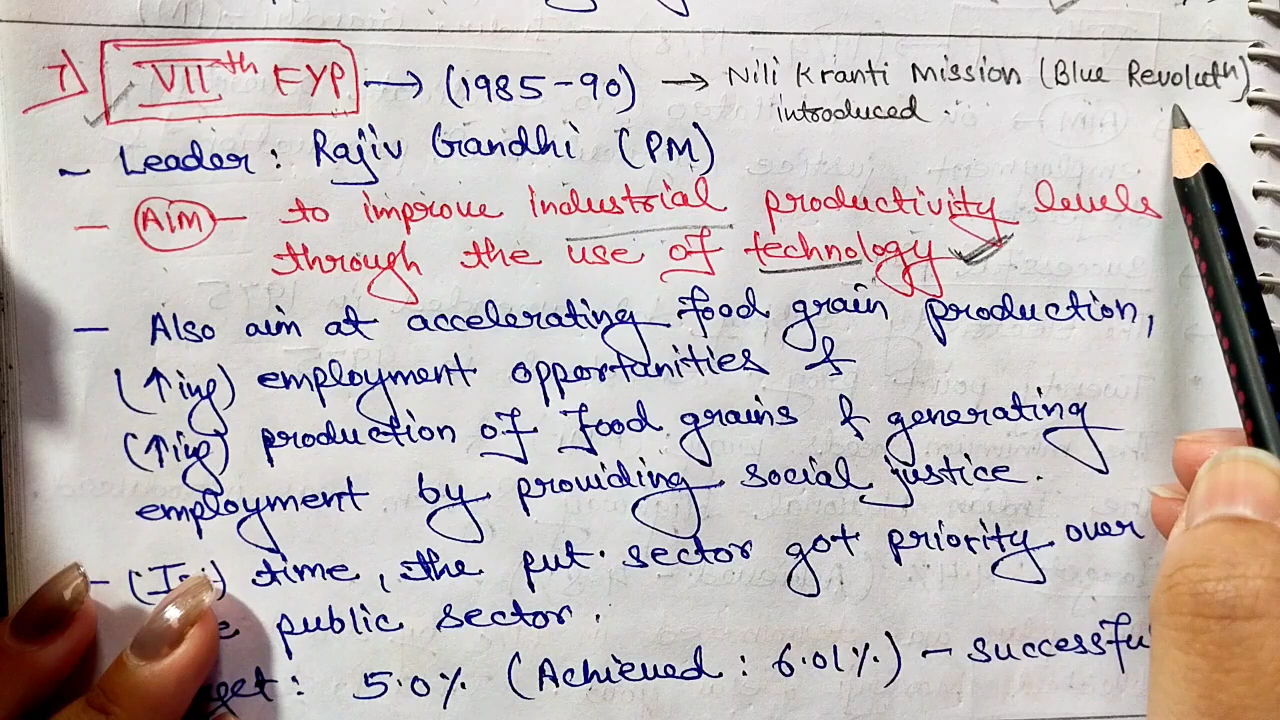 7) VIIth FYP → (1985-90) → Nili Kranti Mission (Blue Revolutn)
introduced.
- Leader: Rajiv Gandhi (PM)
- Aim - to improve industrial productivity levels
through the use of technology
- Also aim at accelerating food grain production,
(↑ing) employment opportunities &
(↑ing) production of food grains & generating
employment by providing social justice.
- time, the pvt. sector got priority over
public sector.
5.0% (Achieved: 6.01%) - successfu